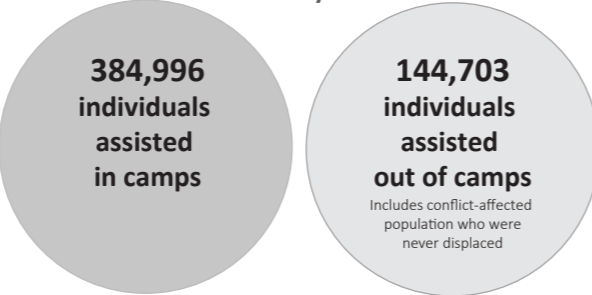 384,996
individuals
assisted
in camps
144,703
individuals
assisted
out of camps
Includes conflict-affected
population who were
never displaced